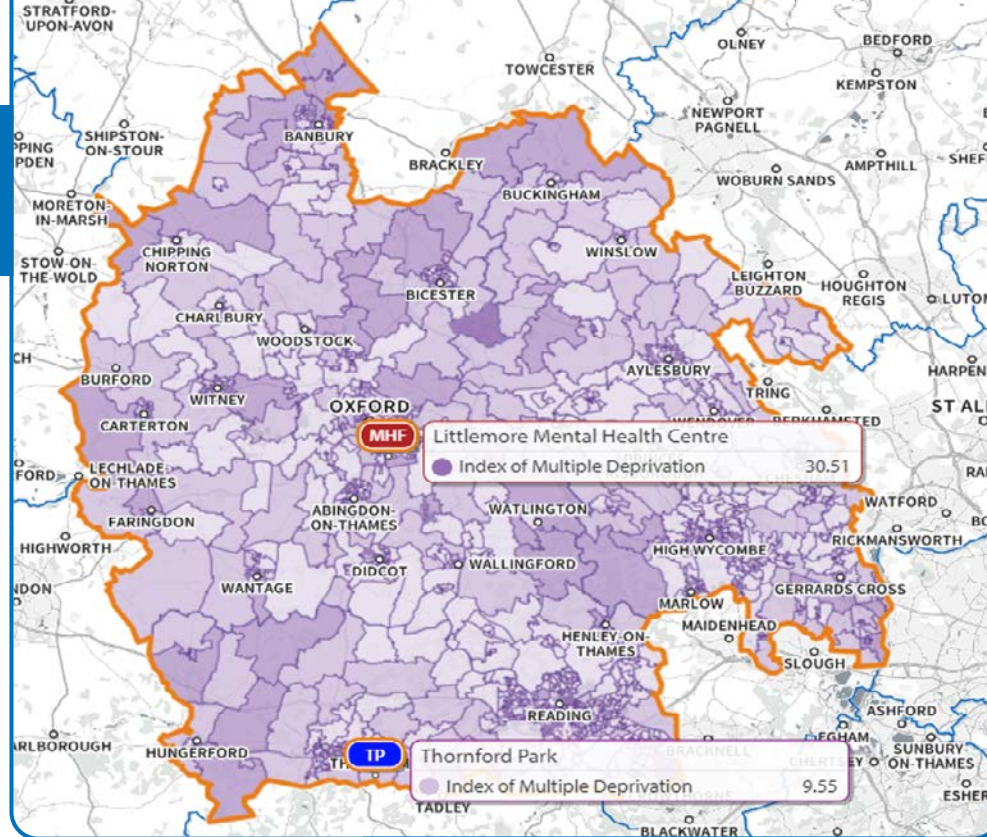 STRATFORD-
UPON-AVON
OLNEY
BEDFORD
TOWCESTER
KEMPSTON
NEWPORT
PAGNELL
BANBURY
SHIPSTON-
ON-STOUR
BRACKLEY
AMPTHILL
WOBURN SANDS
BUCKINGHAM
MORETON-
IN-MARSH
CHIPPING
NORTON
WINSLOW
STOW-ON-
THE-WOLD
LEIGHTON
BUZZARD
HOUGHTON
REGIS
BICESTER
CHARLBURY
WOODSTOCK
AYLESBURY
BURFORD
TRING
WITNEY
OXFORD
CARTERTON
MHF
Littlemore Mental Health Centre
Index of Multiple Deprivation 30.51
LECHLADE-
ON-THAMES
ABINGDON-
ON-THAMES
WATLINGTON
WATFORD
FARINGDON
RICKMANSWORTH
HIGHWORTH
HIGH WYCOMBE
DIDCOT
WALLINGFORD
WANTAGE
GERRARDS CROSS
MARLOW
MAIDENHEAD
HENLEY-ON-
THAMES
SLOUGH
READING
ASHFORD
EGHAM
HUNGERFORD
BRACKNELL
SUNBURY
-ON-THAMES
TP
Thornford Park
Index of Multiple Deprivation 9.55
TADLEY
BLACKWATER